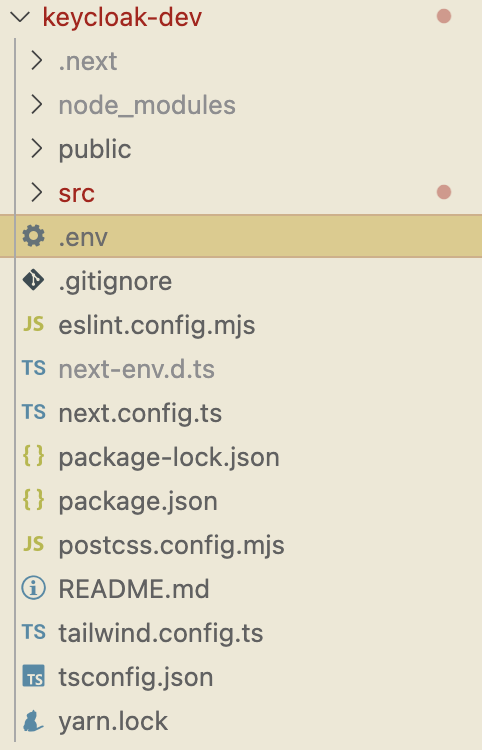 keycloak-dev
.next
node_modules
public
src
.env
.gitignore
JS eslint.config.mjs
TS next-env.d.ts
TS next.config.ts
{} package-lock.json
{} package.json
JS postcss.config.mjs
README.md
TS tailwind.config.ts
TS tsconfig.json
yarn.lock